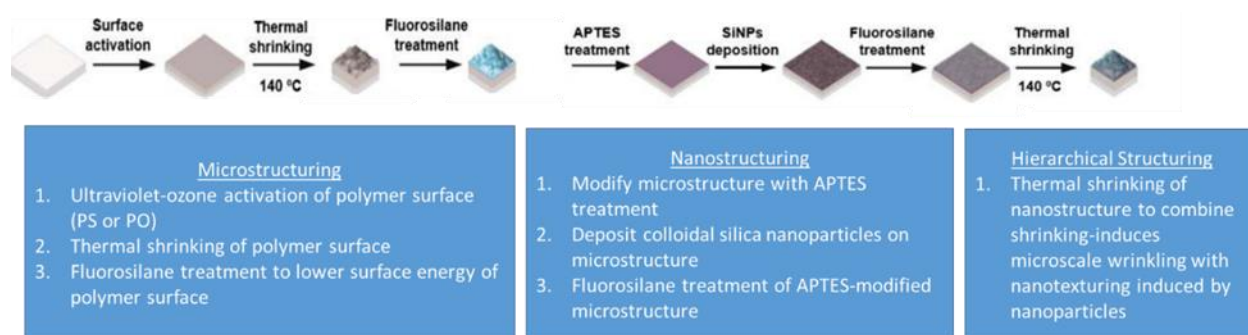 Surface
activation
Thermal
shrinking
140 ºC
Fluorosilane
treatment
APTES
treatment
SiNPs
deposition
Fluorosilane
treatment
Thermal
shrinking
140 ºC
Microstructuring
1. Ultraviolet-ozone activation of polymer surface
(PS or PO)
2. Thermal shrinking of polymer surface
3. Fluorosilane treatment to lower surface energy of
polymer surface
Nanostructuring
1. Modify microstructure with APTES
treatment
2. Deposit colloidal silica nanoparticles on
microstructure
3. Fluorosilane treatment of APTES-modified
microstructure
Hierarchical Structuring
1. Thermal shrinking of
nanostructure to combine
shrinking-induces
microscale wrinkling with
nanotexturing induced by
nanoparticles